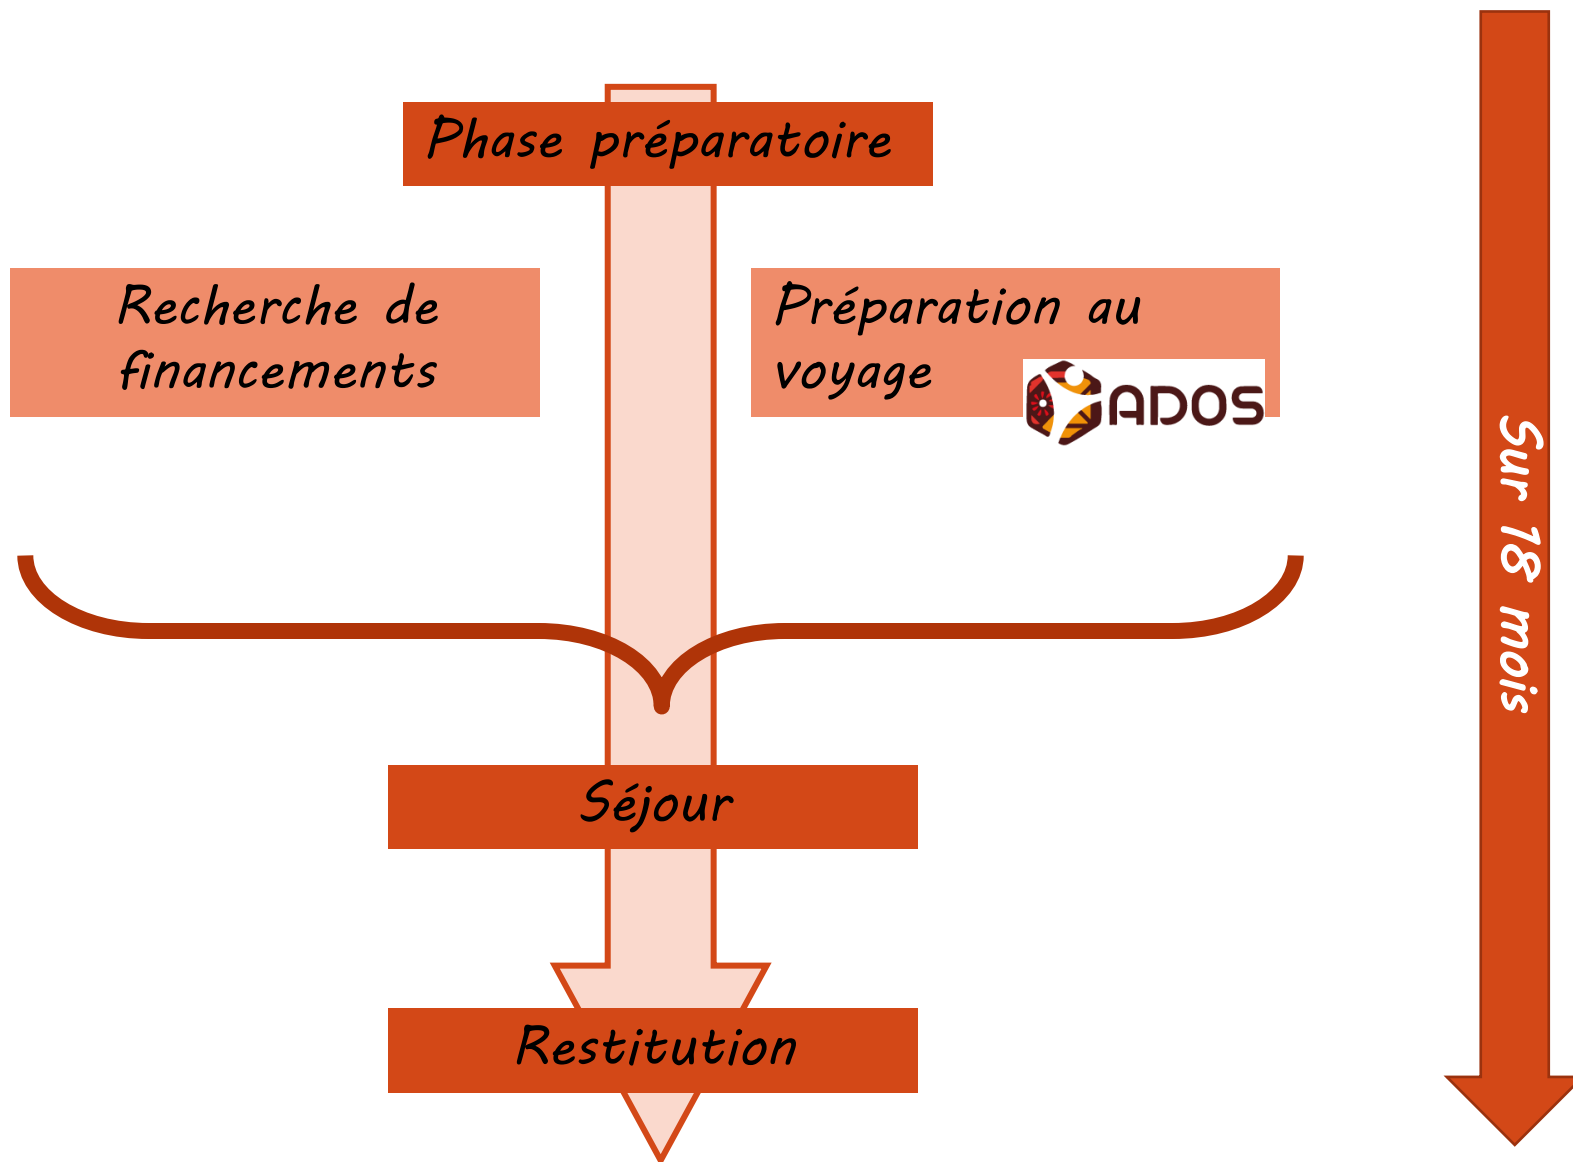 Phase préparatoire
Recherche de
financements
Préparation au
voyage
ADOS
Sur 18 mois
Séjour
Restitution